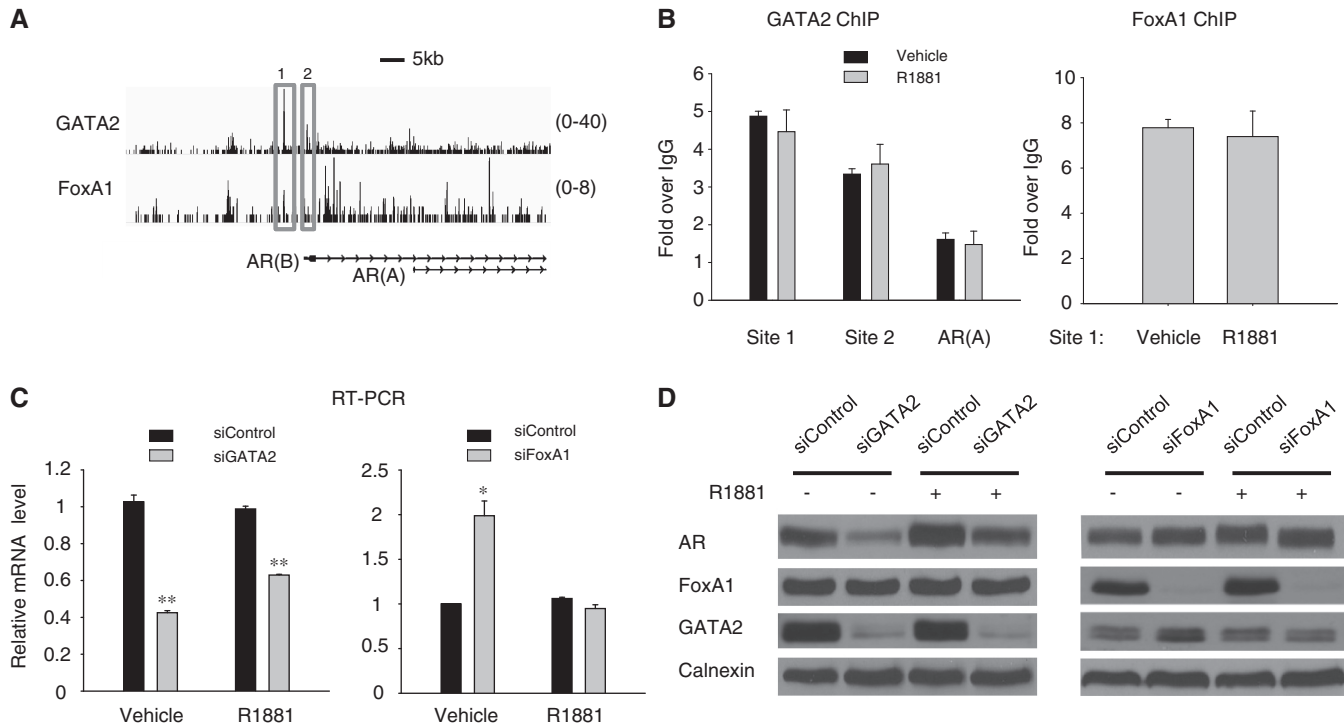 A
5kb
1 2
GATA2 (0-40)
FoxA1 (0-8)
AR(B)
AR(A)
B
GATA2 ChIP
Vehicle
R1881
Fold over IgG
6
5
4
3
2
1
0
Site 1 Site 2 AR(A)
FoxA1 ChIP
Fold over IgG
10
8
6
4
2
0
Site 1: Vehicle R1881
C
RT-PCR
siControl
siGATA2
Relative mRNA level
1.2
1
0.8
0.6
0.4
0.2
0
**
**
Vehicle R1881
siControl
siFoxA1
2.5
2
1.5
1
0.5
0
*
Vehicle R1881
D
siControl siGATA2 siControl siGATA2
siControl siFoxA1 siControl siFoxA1
R1881 - - + + - - + +
AR
FoxA1
GATA2
Calnexin